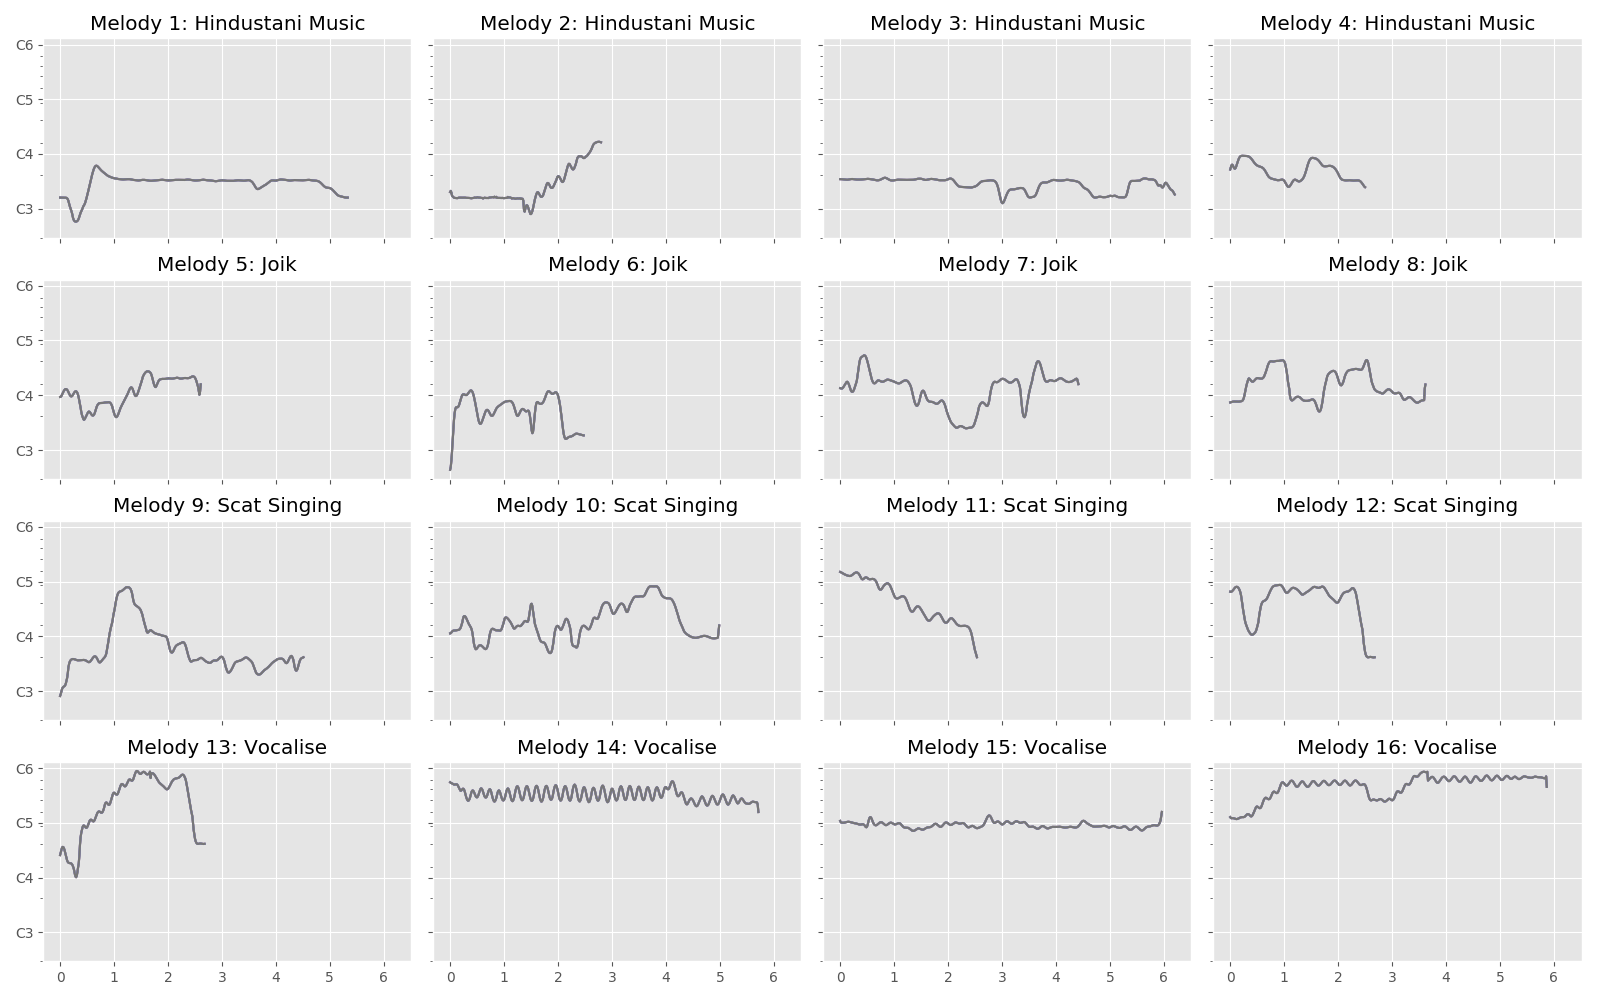 Melody 1: Hindustani Music
Melody 2: Hindustani Music
Melody 3: Hindustani Music
Melody 4: Hindustani Music
C6
C5
C4
C3
Melody 5: Joik
Melody 6: Joik
Melody 7: Joik
Melody 8: Joik
C6
C5
C4
C3
Melody 9: Scat Singing
Melody 10: Scat Singing
Melody 11: Scat Singing
Melody 12: Scat Singing
C6
C5
C4
C3
Melody 13: Vocalise
Melody 14: Vocalise
Melody 15: Vocalise
Melody 16: Vocalise
C6
C5
C4
C3
0 1 2 3 4 5 6
0 1 2 3 4 5 6
0 1 2 3 4 5 6
0 1 2 3 4 5 6